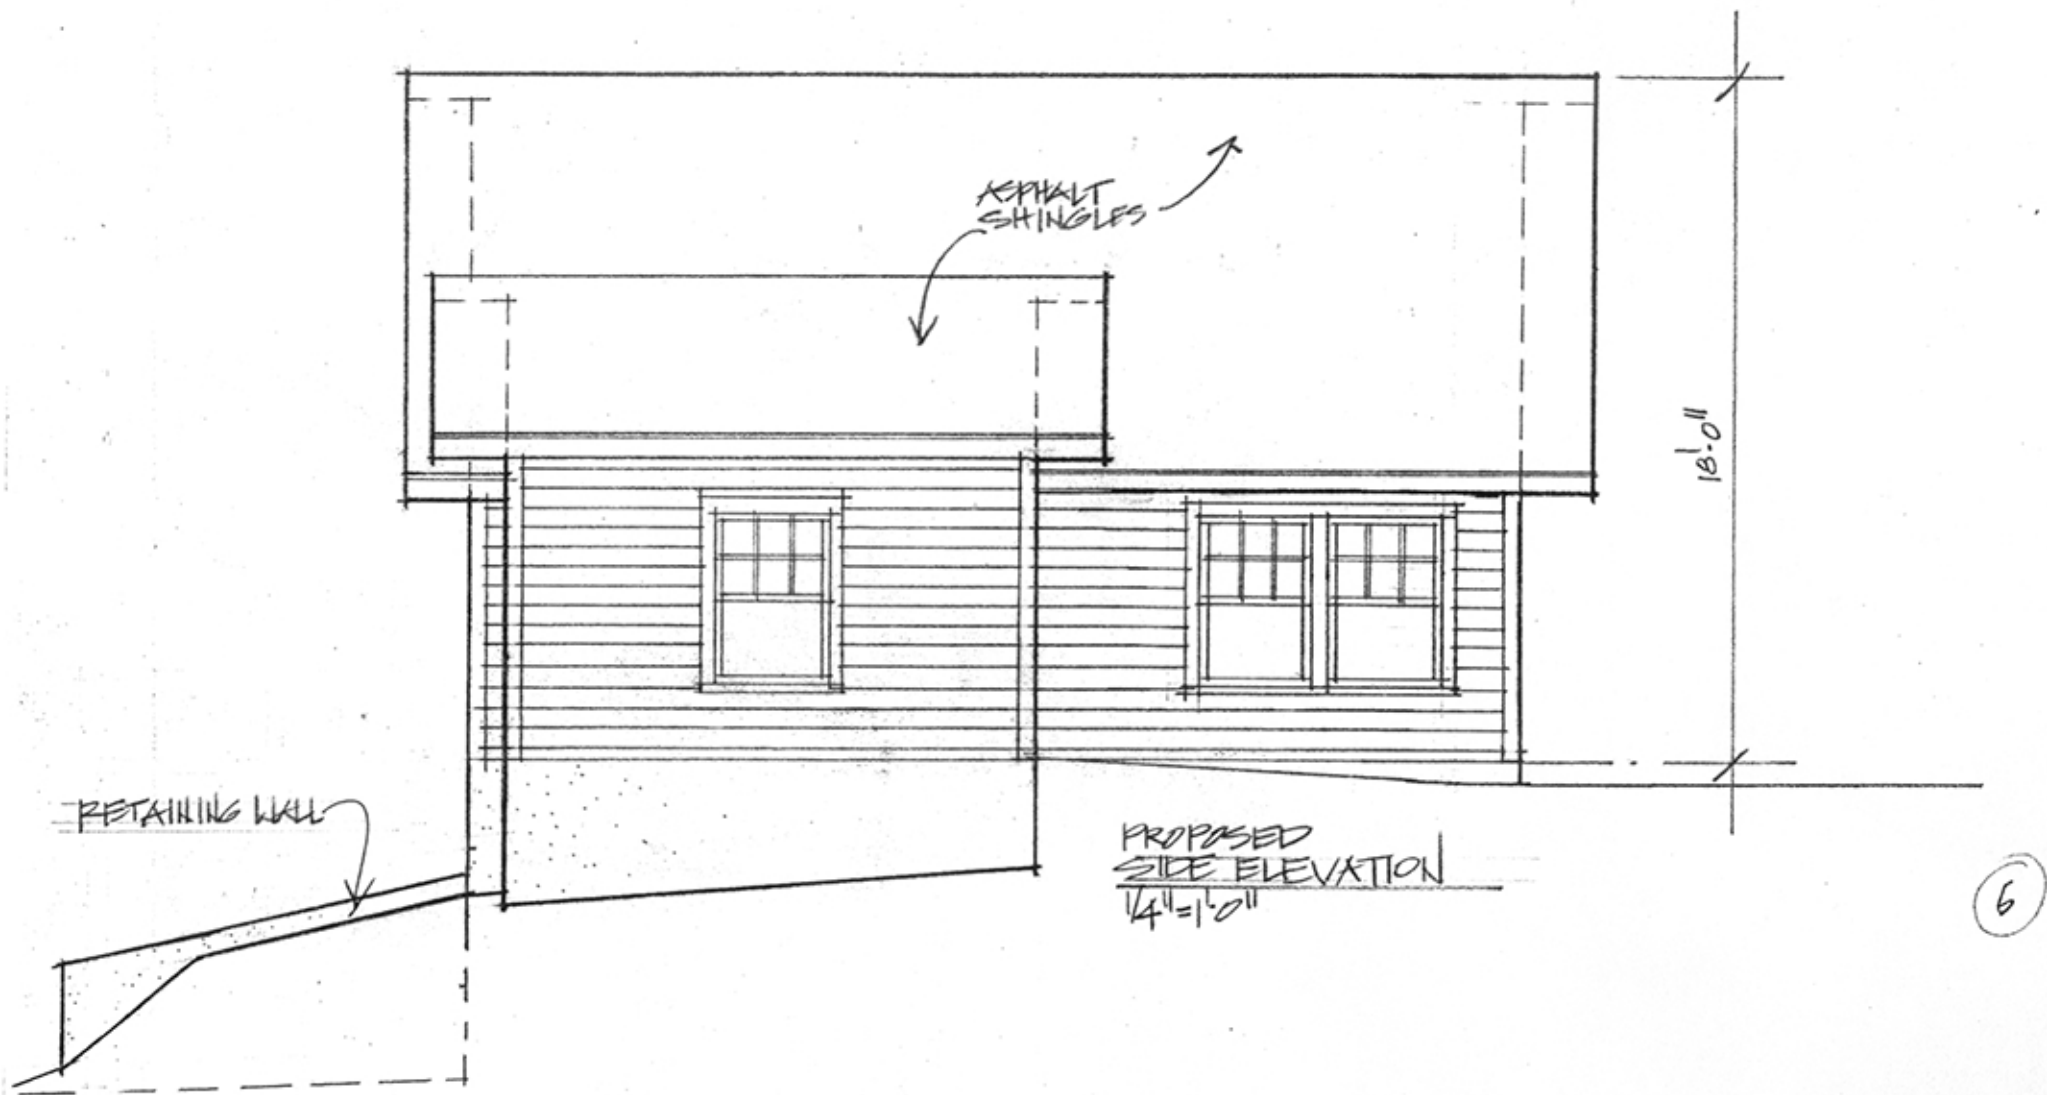 ASPHALT
SHINGLES
18'-0"
RETAINING WALL
PROPOSED
SIDE ELEVATION
1/4"=1'-0"
6